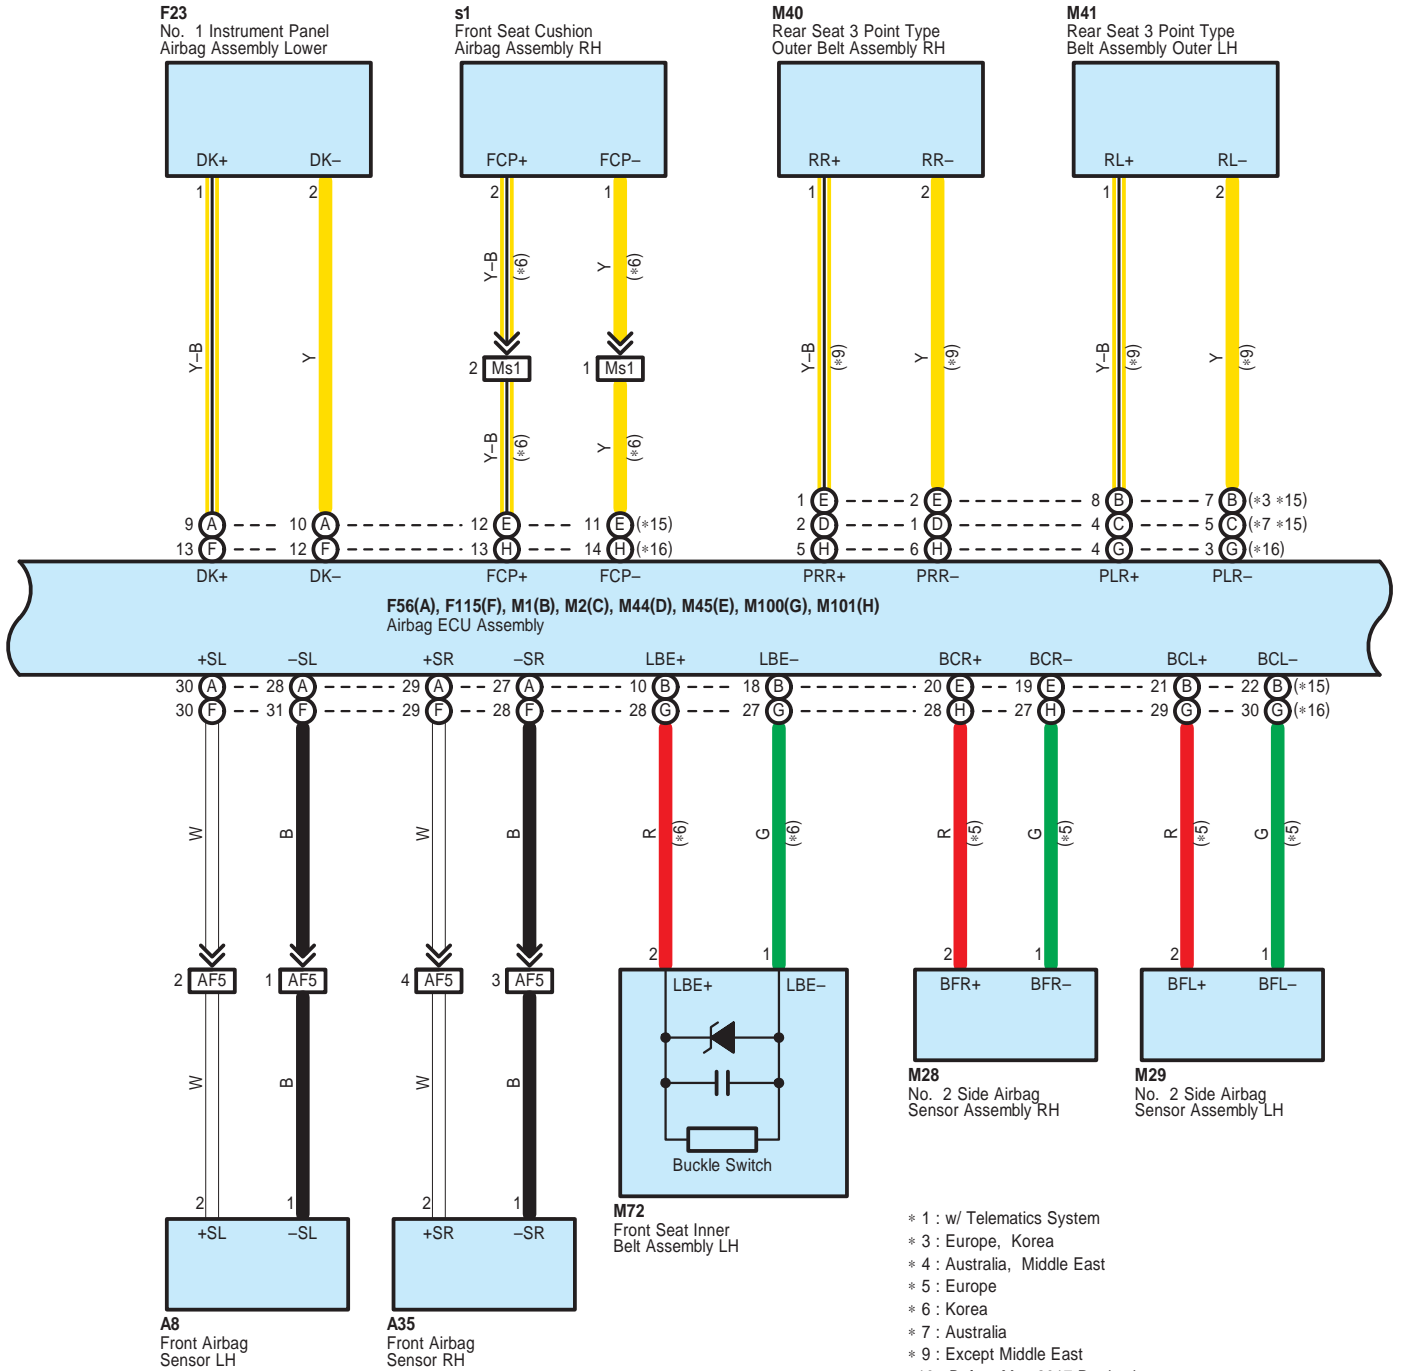 F23
No. 1 Instrument Panel
Airbag Assembly Lower
s1
Front Seat Cushion
Airbag Assembly RH
M40
Rear Seat 3 Point Type
Outer Belt Assembly RH
M41
Rear Seat 3 Point Type
Belt Assembly Outer LH
DK+ DK– FCP+ FCP– RR+ RR– RL+ RL–
1 2 2 1 1 2 1 2
Y–B (*6) Y (*6)
Y–B Y 2 Ms1 1 Ms1 Y–B (*9) Y (*9) Y–B (*9) Y (*9)
Y–B (*6) Y (*6)
1 E 2 E 8 B 7 B (*3 *15)
9 A 10 A 12 E 11 E (*15) 2 D 1 D 4 C 5 C (*7 *15)
13 F 12 F 13 H 14 H (*16) 5 H 6 H 4 G 3 G (*16)
DK+ DK– FCP+ FCP– PRR+ PRR– PLR+ PLR–
F56(A), F115(F), M1(B), M2(C), M44(D), M45(E), M100(G), M101(H)
Airbag ECU Assembly
+SL –SL +SR –SR LBE+ LBE– BCR+ BCR– BCL+ BCL–
30 A 28 A 29 A 27 A 10 B 18 B 20 E 19 E 21 B 22 B (*15)
30 F 31 F 29 F 28 F 28 G 27 G 28 H 27 H 29 G 30 G (*16)
W B W B R (*6) G (*6) R (*5) G (*5) R (*5) G (*5)
2 1 2 1 2 1
2 AF5 1 AF5 4 AF5 3 AF5 LBE+ LBE– BFR+ BFR– BFL+ BFL–
W B W B
M28
No. 2 Side Airbag
Sensor Assembly RH
M29
No. 2 Side Airbag
Sensor Assembly LH
Buckle Switch
2 1 2 1
+SL –SL +SR –SR
M72
Front Seat Inner
Belt Assembly LH
A8
Front Airbag
Sensor LH
A35
Front Airbag
Sensor RH
* 1 : w/ Telematics System
* 3 : Europe, Korea
* 4 : Australia, Middle East
* 5 : Europe
* 6 : Korea
* 7 : Australia
* 9 : Except Middle East